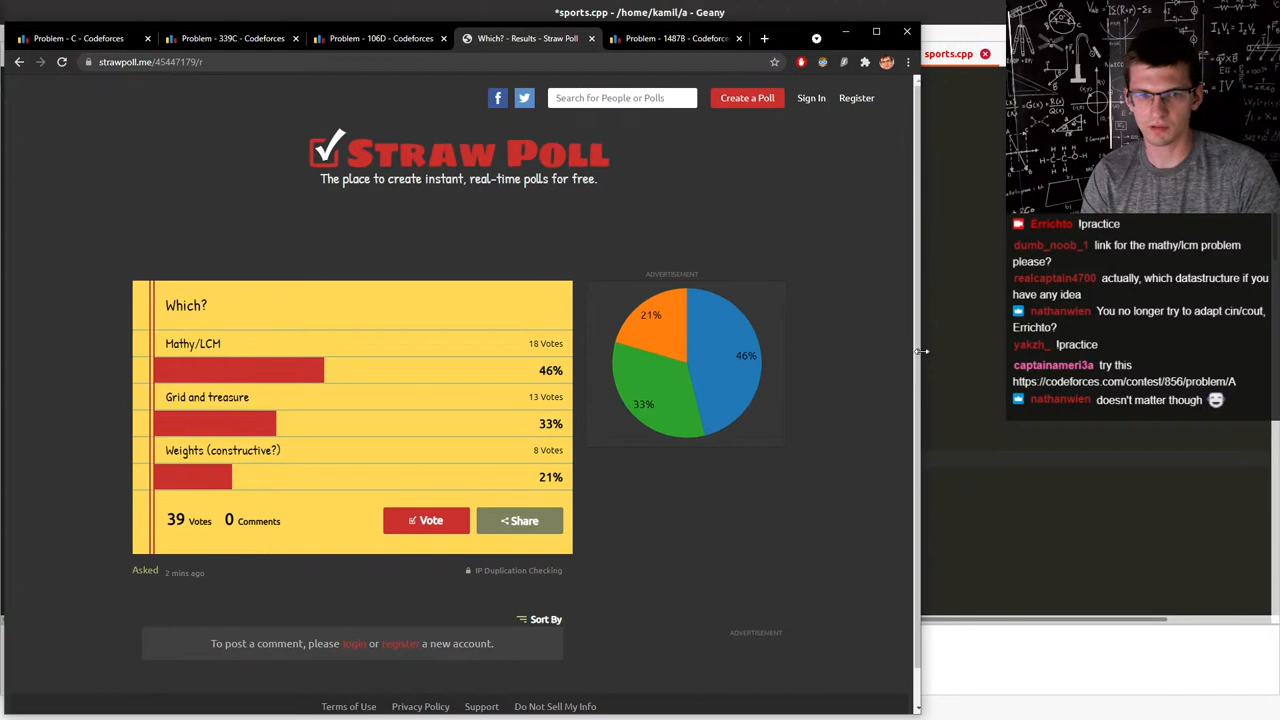 *sports.cpp - /home/kamil/a - Geany
Problem - C - Codeforces
Problem - 339C - Codeforces
Problem - 106D - Codeforces
Which? - Results - Straw Poll
Problem - 1487B - Codeforces
sports.cpp
strawpoll.me/45447179/r
Search for People or Polls
Create a Poll
Sign In
Register
STRAW POLL
The place to create instant, real-time polls for free.
Which?
Mathy/LCM
18 Votes
46%
Grid and treasure
13 Votes
33%
Weights (constructive?)
8 Votes
21%
39 Votes 0 Comments
Vote
Share
Asked 2 mins ago
IP Duplication Checking
ADVERTISEMENT
21%
46%
33%
Sort By
To post a comment, please login or register a new account.
ADVERTISEMENT
Terms of Use Privacy Policy Support Do Not Sell My Info
Errichto !practice
dumb_noob_1 link for the mathy/lcm problem
please?
realcaptain4700 actually, which datastructure if you
have any idea
nathanwien You no longer try to adapt cin/cout,
Errichto?
yakzh_ !practice
captainameri3a try this
https://codeforces.com/contest/856/problem/A
nathanwien doesn't matter though